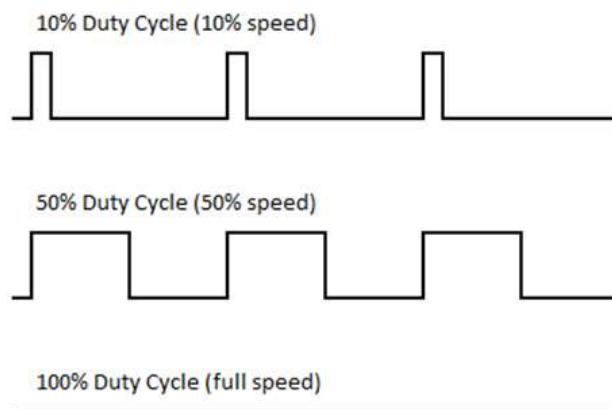 10% Duty Cycle (10% speed)
50% Duty Cycle (50% speed)
100% Duty Cycle (full speed)